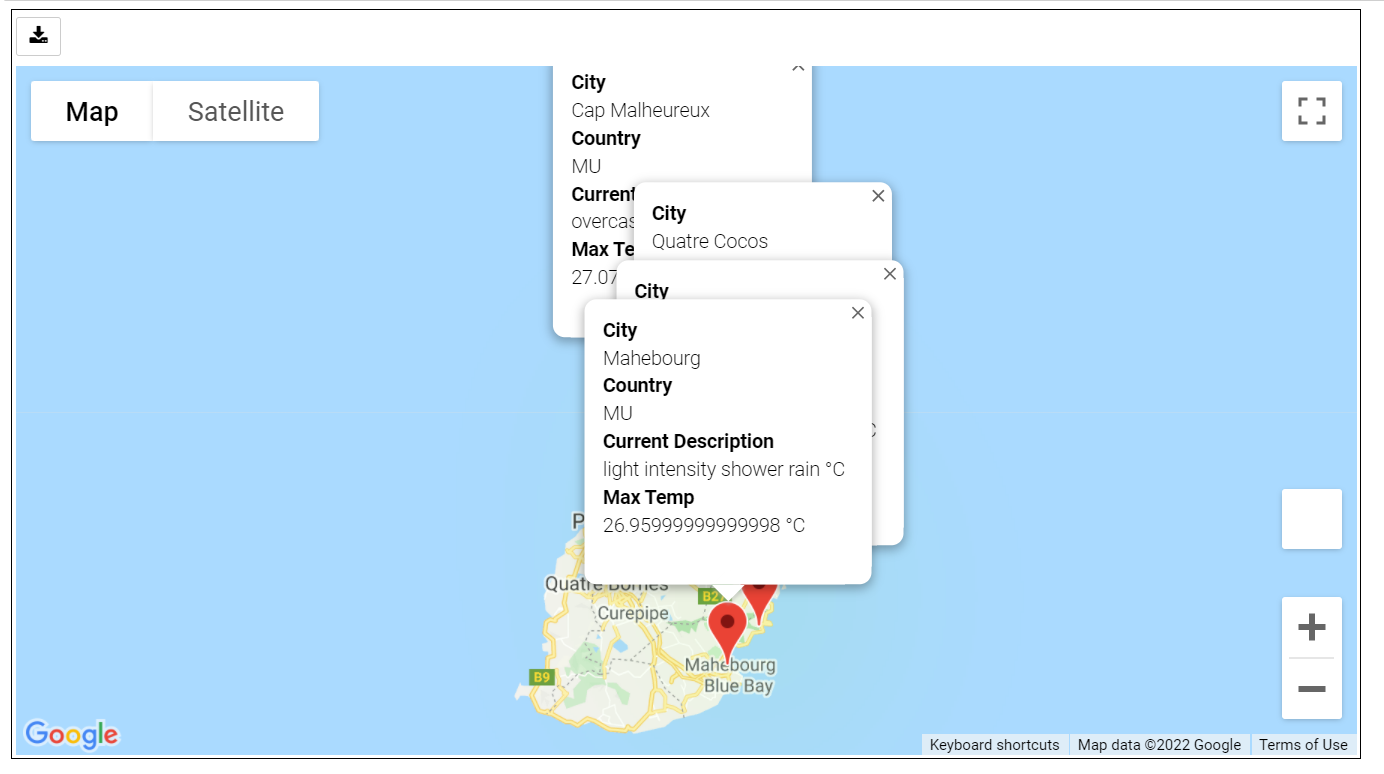 Map
Satellite
City
Cap Malheureux
Country
MU
Current
overcas
Max Te
27.07
City
Quatre Cocos
City
City
Mahebourg
Country
MU
Current Description
light intensity shower rain °C
Max Temp
26.95999999999998 °C
Quatre Bornes
B2
Curepipe
Mahebourg
Blue Bay
B9
Google
Keyboard shortcuts
Map data ©2022 Google
Terms of Use